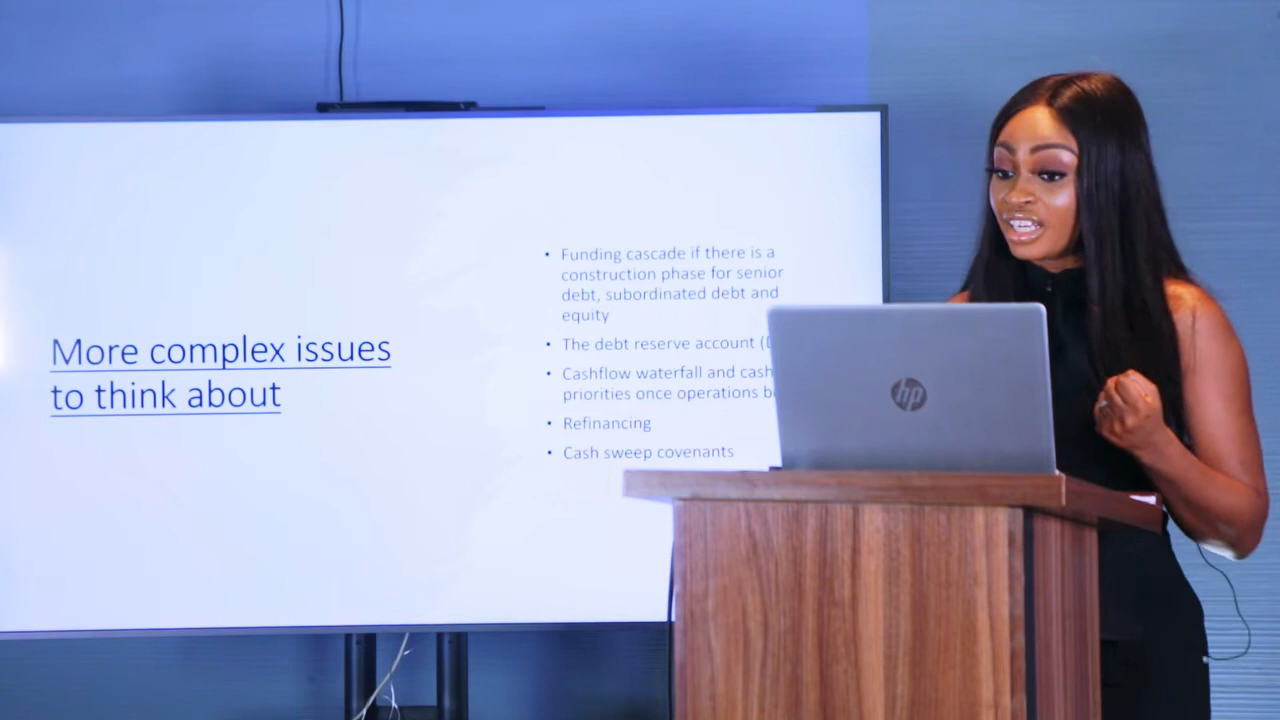 More complex issues
to think about
• Funding cascade if there is a
construction phase for senior
debt, subordinated debt and
equity
• The debt reserve account (
• Cashflow waterfall and cash
priorities once operations
• Refinancing
• Cash sweep covenants
hp